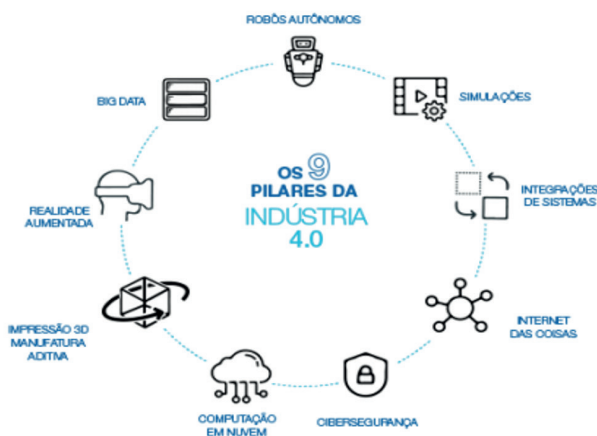 ROBÔS AUTÔNOMOS
SIMULAÇÕES
INTEGRAÇÕES
DE SISTEMAS
INTERNET
DAS COISAS
CIBERSEGURANÇA
COMPUTAÇÃO
EM NUVEM
IMPRESSÃO 3D
MANUFATURA
ADITIVA
REALIDADE
AUMENTADA
BIG DATA
OS 9
PILARES DA
INDÚSTRIA
4.0